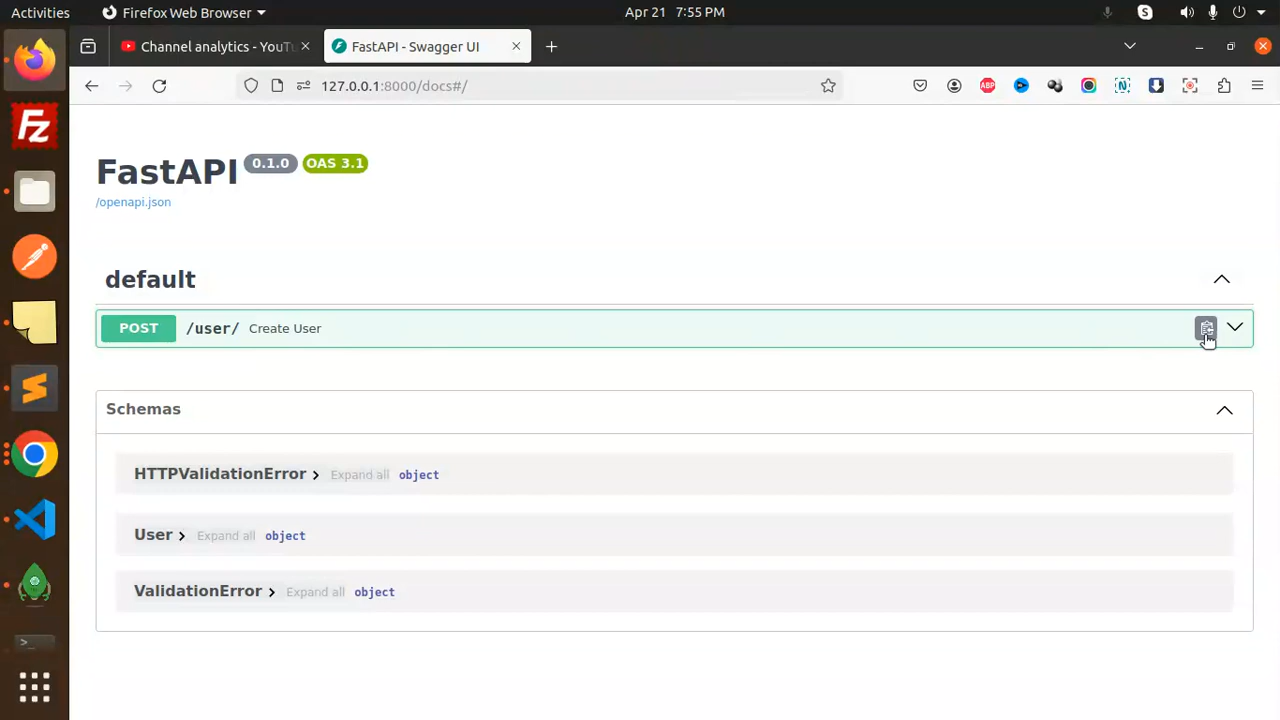 Activities
Firefox Web Browser
Apr 21 7:55 PM
S
Channel analytics - YouTu
FastAPI - Swagger UI
127.0.0.1:8000/docs#/
ABP
N
Fz
FastAPI 0.1.0 OAS 3.1
/openapi.json
default
POST /user/ Create User
Schemas
HTTPValidationError Expand all object
User Expand all object
ValidationError Expand all object
>_